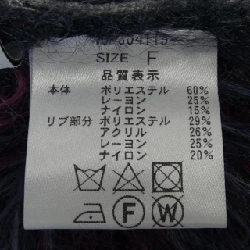 SIZE F
品質表示
本体 ポリエステル 60%
レーヨン 25%
ナイロン 15%
リブ部分 ポリエステル 29%
アクリル 26%
レーヨン 25%
ナイロン 20%
F W